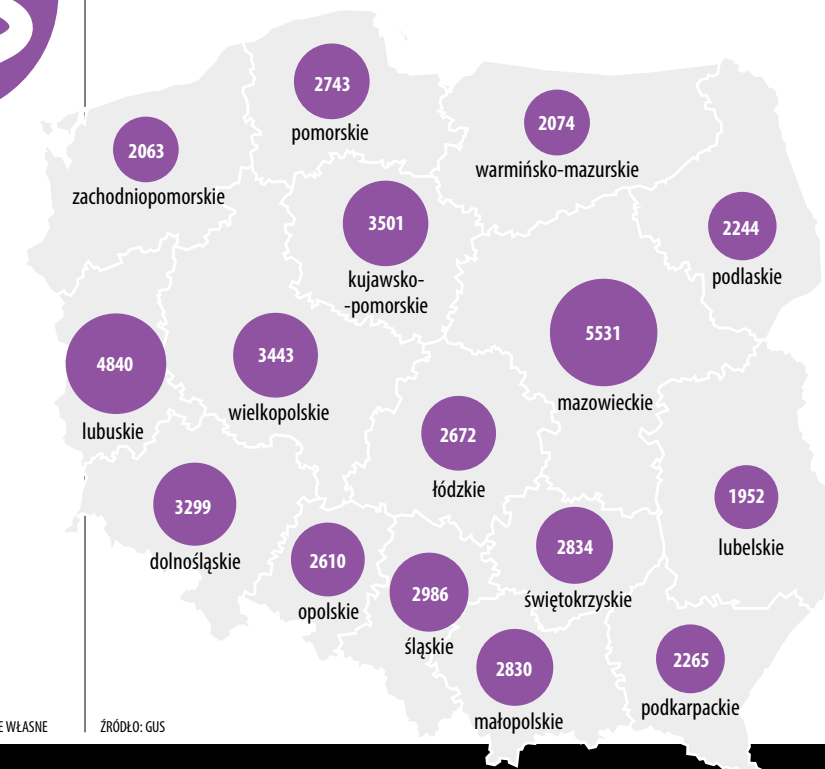 2743
pomorskie
2074
warmińsko-mazurskie
2063
zachodniopomorskie
3501
kujawsko-
-pomorskie
2244
podlaskie
5531
mazowieckie
4840
lubuskie
3443
wielkopolskie
2672
łódzkie
1952
lubelskie
3299
dolnośląskie
2610
opolskie
2986
śląskie
2834
świętokrzyskie
2830
małopolskie
2265
podkarpackie
E WŁASNE
ŹRÓDŁO: GUS